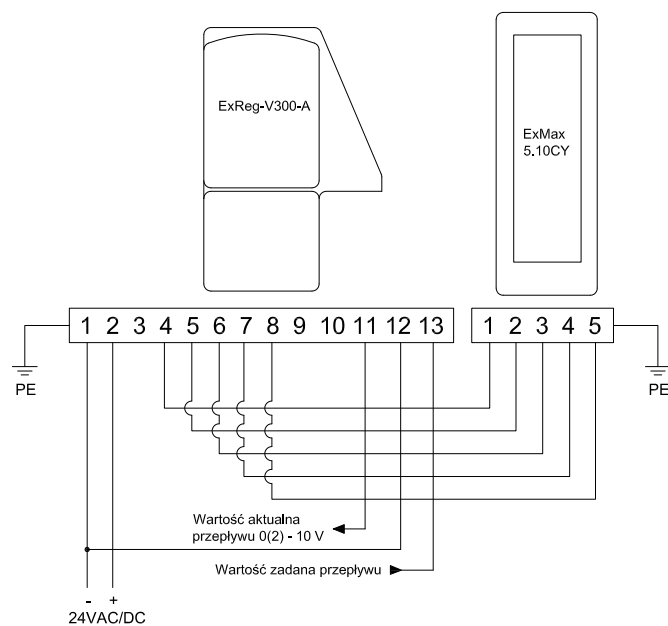 ExReg-V300-A
ExMax
5.10CY
1 2 3 4 5 6 7 8 9 10 11 12 13
1 2 3 4 5
PE
PE
Wartość aktualna
przepływu 0(2) - 10 V
Wartość zadana przepływu
- +
24VAC/DC